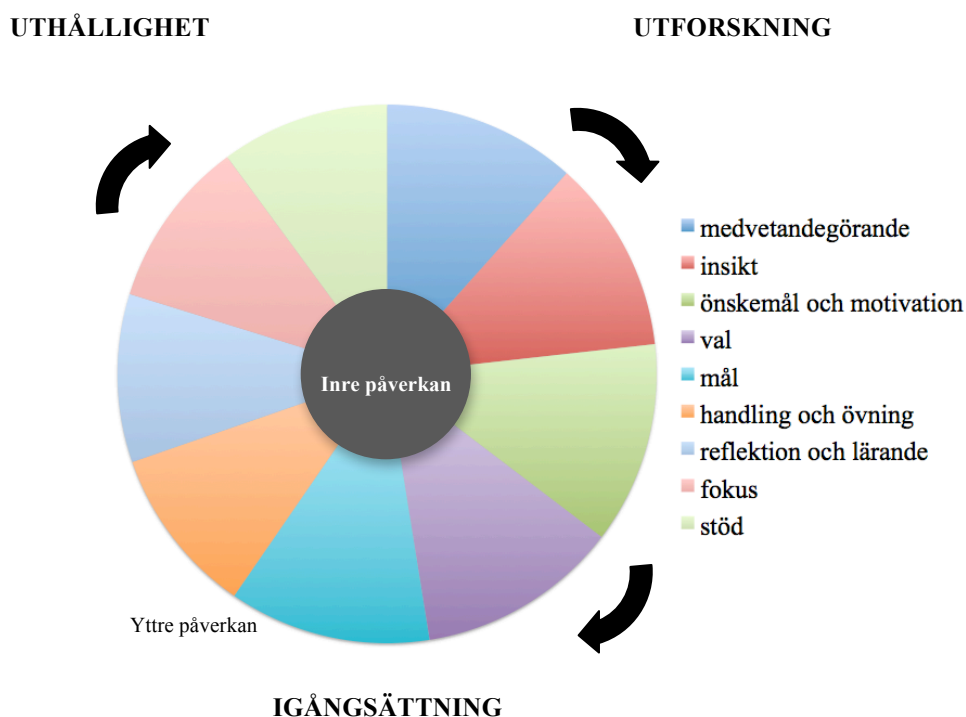 UTHÅLLIGHET
UTFORSKNING
medvetandegörande
insikt
önskemål och motivation
val
mål
handling och övning
reflektion och lärande
fokus
stöd
Inre påverkan
Yttre påverkan
IGÅNGSÄTTNING